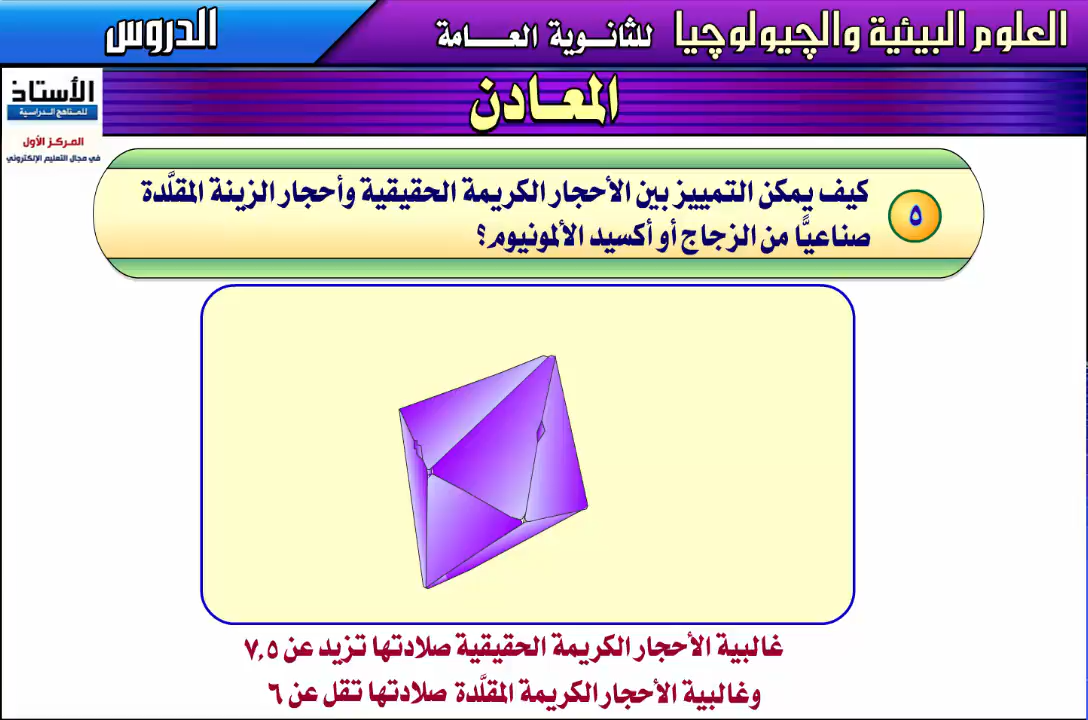 العلوم البيئية والچيولوچيا للثانوية العامة
الدروس
المعادن
الأستاذ
للمناهج الدراسية
المركز الأول
في مجال التعليم الإلكتروني
٥
كيف يمكن التمييز بين الأحجار الكريمة الحقيقية وأحجار الزينة المقلَّدة
صناعيًّا من الزجاج أو أكسيد الألمونيوم؟
غالبية الأحجار الكريمة الحقيقية صلادتها تزيد عن ٧,٥
وغالبية الأحجار الكريمة المقلَّدة صلادتها تقل عن ٦